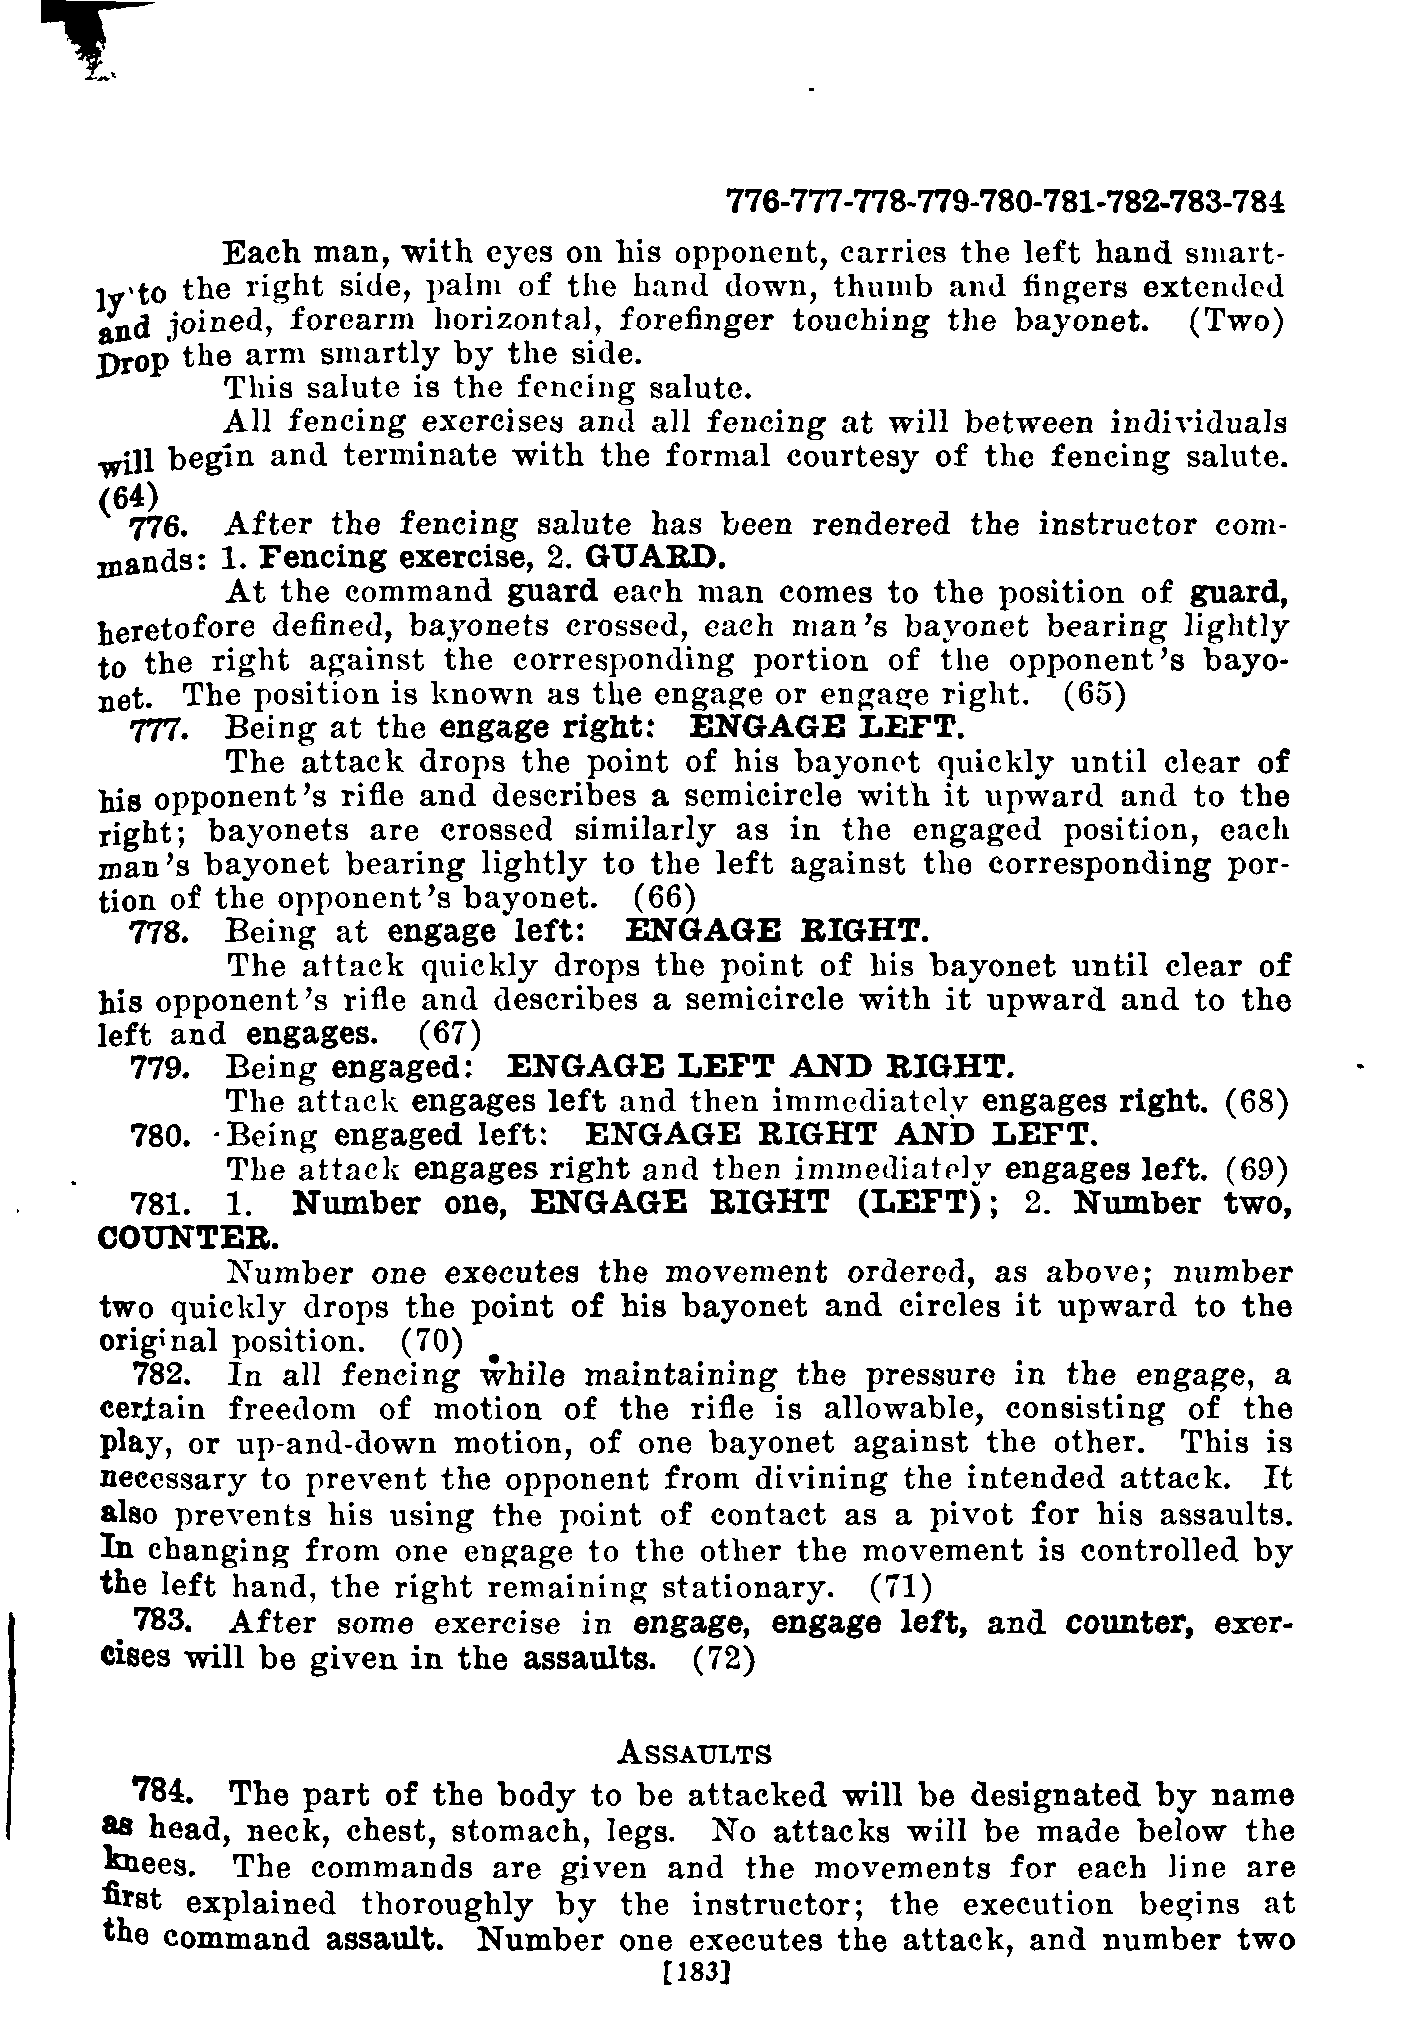 776-777-778-779-780-781-782-783-784
Each man, with eyes on his opponent, carries the left hand smart-
ly to the right side, palm of the hand down, thumb and fingers extended
and joined, forearm horizontal, forefinger touching the bayonet. (Two)
Drop the arm smartly by the side.
This salute is the fencing salute.
All fencing exercises and all fencing at will between individuals
will begin and terminate with the formal courtesy of the fencing salute.
(64)
776. After the fencing salute has been rendered the instructor com-
mands: 1. Fencing exercise, 2. GUARD.
At the command guard each man comes to the position of guard,
heretofore defined, bayonets crossed, each man's bayonet bearing lightly
to the right against the corresponding portion of the opponent's bayo-
net. The position is known as the engage or engage right. (65)
777. Being at the engage right: ENGAGE LEFT.
The attack drops the point of his bayonet quickly until clear of
his opponent's rifle and describes a semicircle with it upward and to the
right; bayonets are crossed similarly as in the engaged position, each
man's bayonet bearing lightly to the left against the corresponding por-
tion of the opponent's bayonet. (66)
778. Being at engage left: ENGAGE RIGHT.
The attack quickly drops the point of his bayonet until clear of
his opponent's rifle and describes a semicircle with it upward and to the
left and engages. (67)
779. Being engaged: ENGAGE LEFT AND RIGHT.
The attack engages left and then immediately engages right. (68)
780. Being engaged left: ENGAGE RIGHT AND LEFT.
The attack engages right and then immediately engages left. (69)
781. 1. Number one, ENGAGE RIGHT (LEFT); 2. Number two,
COUNTER.
Number one executes the movement ordered, as above; number
two quickly drops the point of his bayonet and circles it upward to the
original position. (70)
782. In all fencing while maintaining the pressure in the engage, a
certain freedom of motion of the rifle is allowable, consisting of the
play, or up-and-down motion, of one bayonet against the other. This is
necessary to prevent the opponent from divining the intended attack. It
also prevents his using the point of contact as a pivot for his assaults.
In changing from one engage to the other the movement is controlled by
the left hand, the right remaining stationary. (71)
783. After some exercise in engage, engage left, and counter, exer-
cises will be given in the assaults. (72)
ASSAULTS
784. The part of the body to be attacked will be designated by name
as head, neck, chest, stomach, legs. No attacks will be made below the
knees. The commands are given and the movements for each line are
first explained thoroughly by the instructor; the execution begins at
the command assault. Number one executes the attack, and number two
[183]